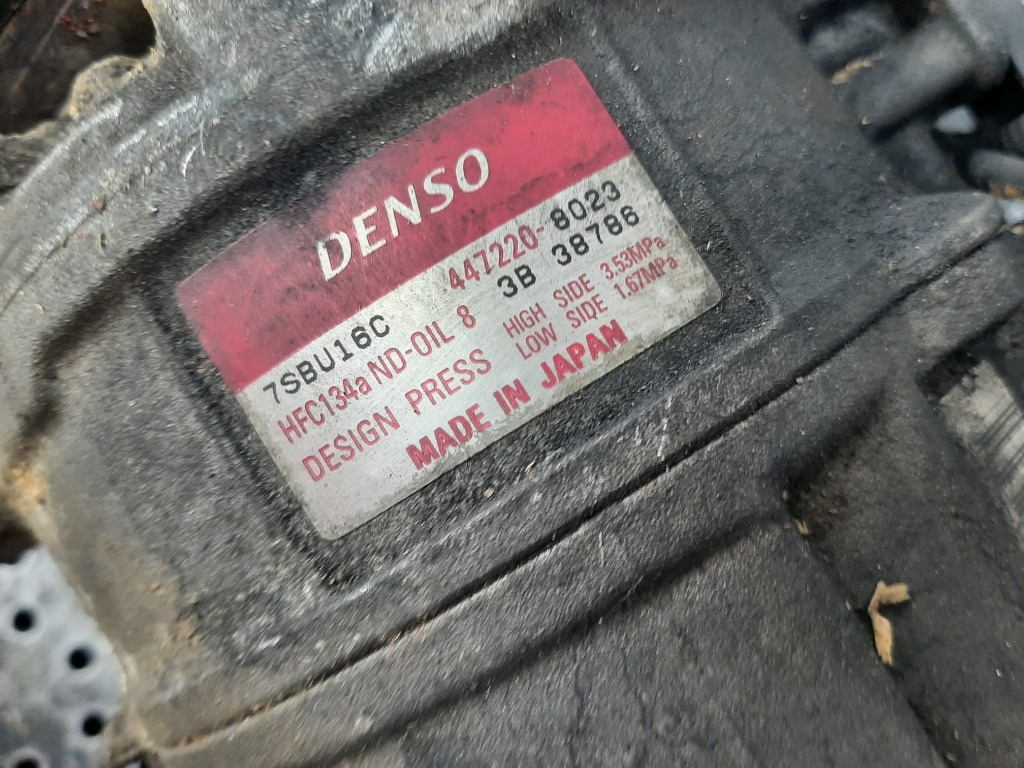 DENSO
447220-8023
7SBU16C 3B 38786
HFC134a ND-OIL 8
DESIGN PRESS HIGH SIDE 3.53MPa
LOW SIDE 1.67MPa
MADE IN JAPAN